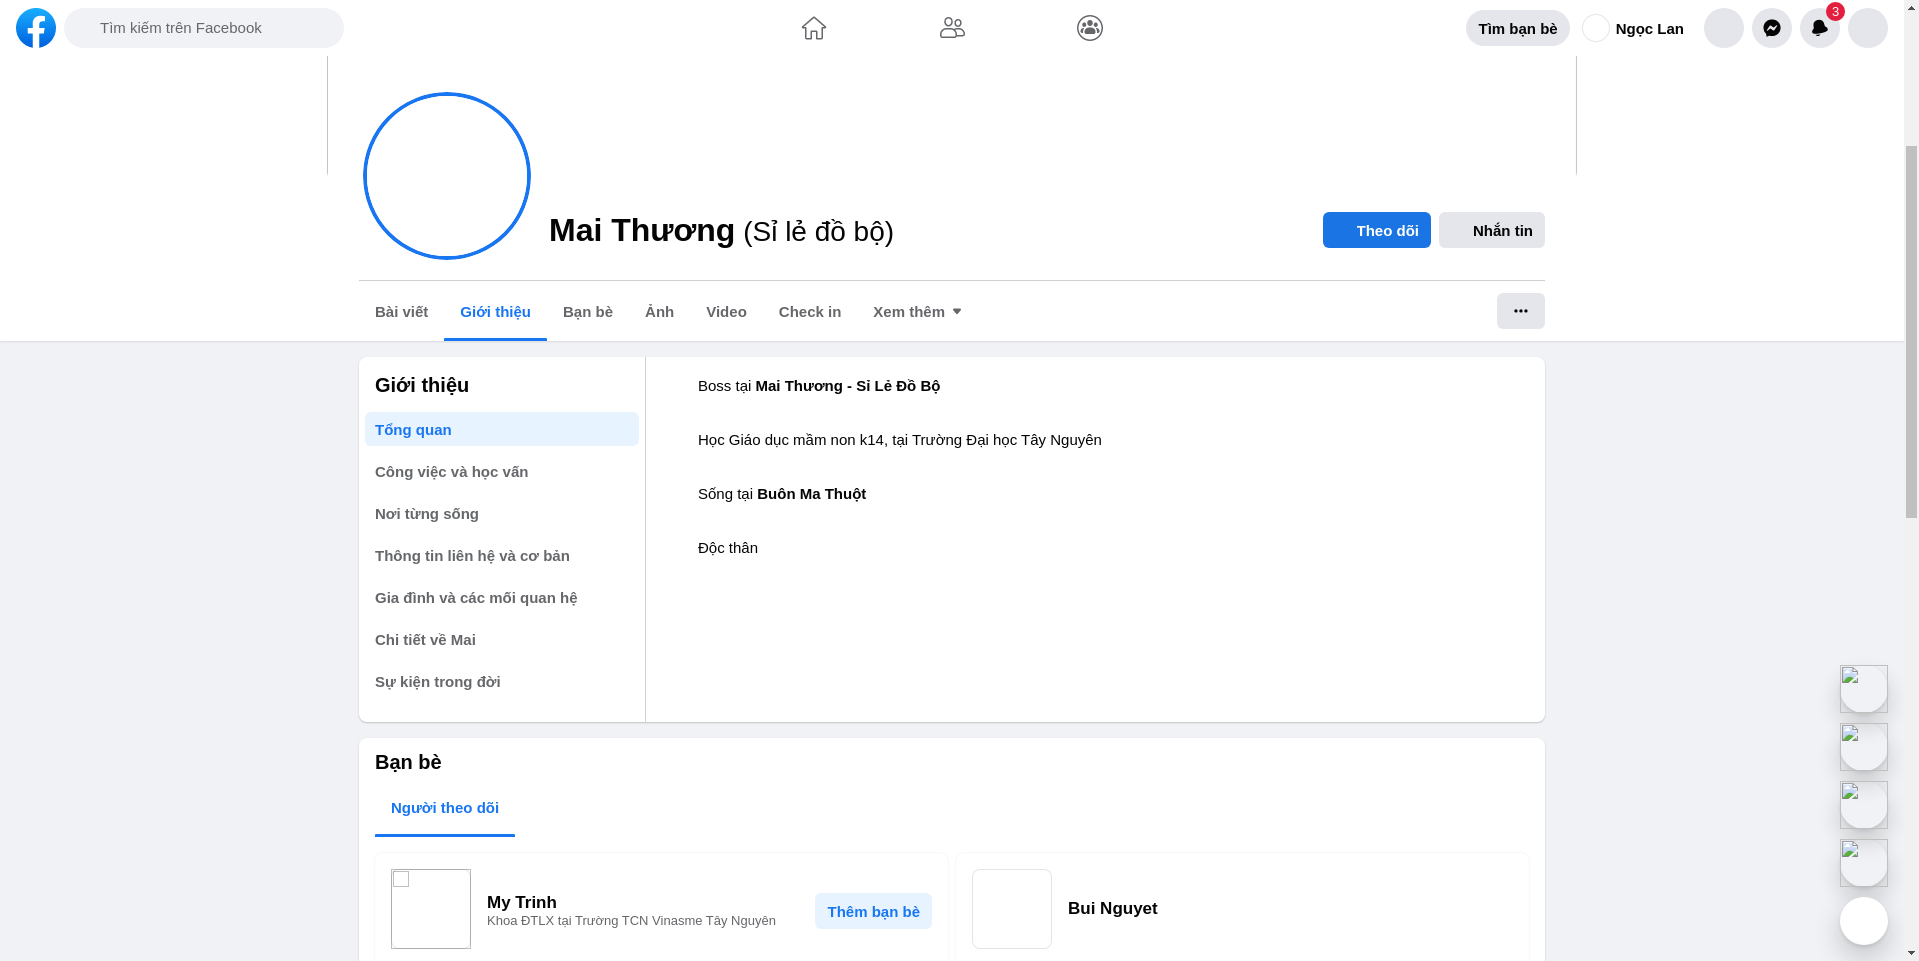 Tìm kiếm trên Facebook
Tìm bạn bè
Ngọc Lan
3
Mai Thương (Sỉ lẻ đồ bộ)
Theo dõi
Nhắn tin
Bài viết
Giới thiệu
Bạn bè
Ảnh
Video
Check in
Xem thêm
Giới thiệu
Tổng quan
Công việc và học vấn
Nơi từng sống
Thông tin liên hệ và cơ bản
Gia đình và các mối quan hệ
Chi tiết về Mai
Sự kiện trong đời
Boss tại Mai Thương - Sỉ Lẻ Đồ Bộ
Học Giáo dục mầm non k14, tại Trường Đại học Tây Nguyên
Sống tại Buôn Ma Thuột
Độc thân
Bạn bè
Người theo dõi
My Trinh
Khoa ĐTLX tại Trường TCN Vinasme Tây Nguyên
Thêm bạn bè
Bui Nguyet